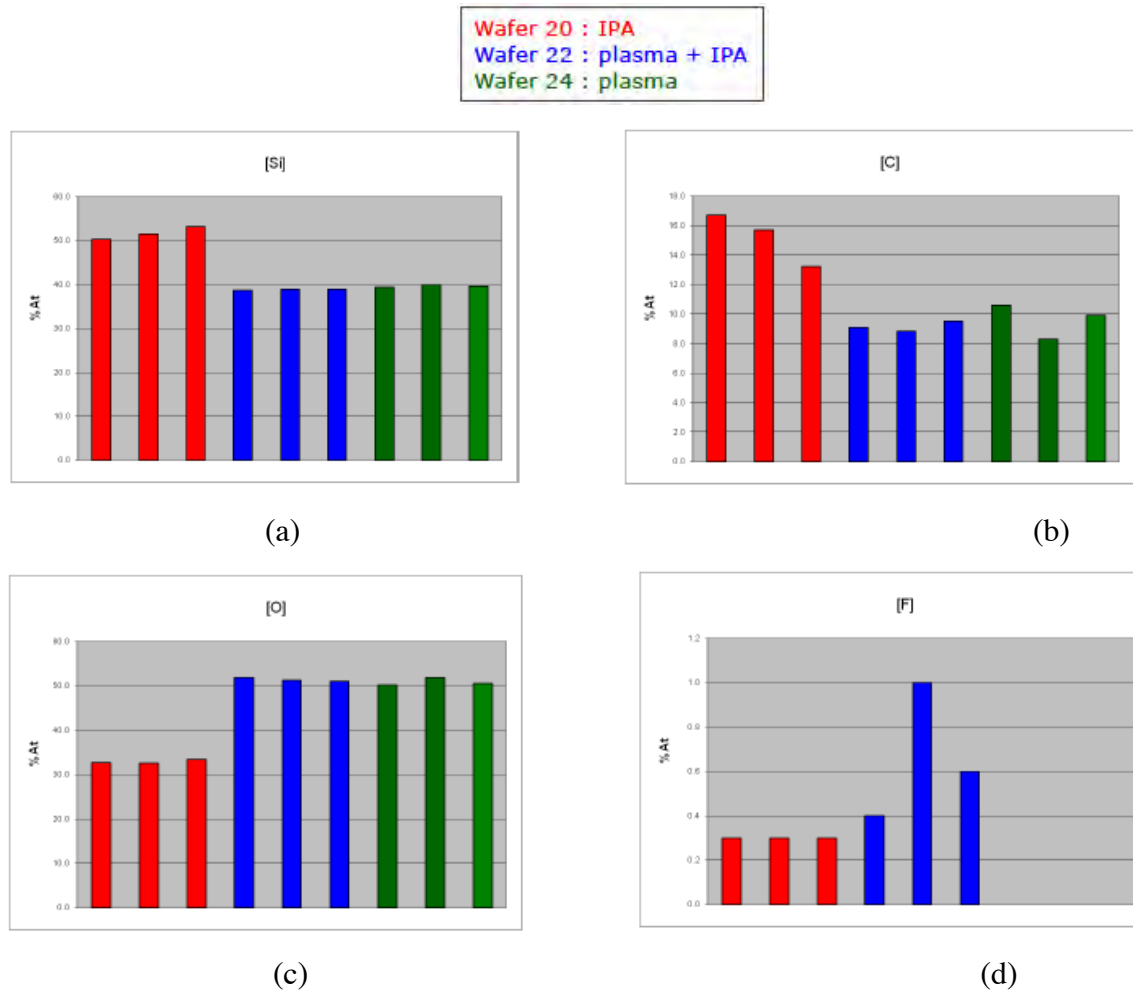 Wafer 20 : IPA
Wafer 22 : plasma + IPA
Wafer 24 : plasma
[Si]
% At
60.0
50.0
40.0
30.0
20.0
10.0
0.0
(a)
[C]
% At
18.0
16.0
14.0
12.0
10.0
8.0
6.0
4.0
2.0
0.0
(b)
[O]
% At
60.0
50.0
40.0
30.0
20.0
10.0
0.0
(c)
[F]
% At
1.2
1.0
0.8
0.6
0.4
0.2
0.0
(d)